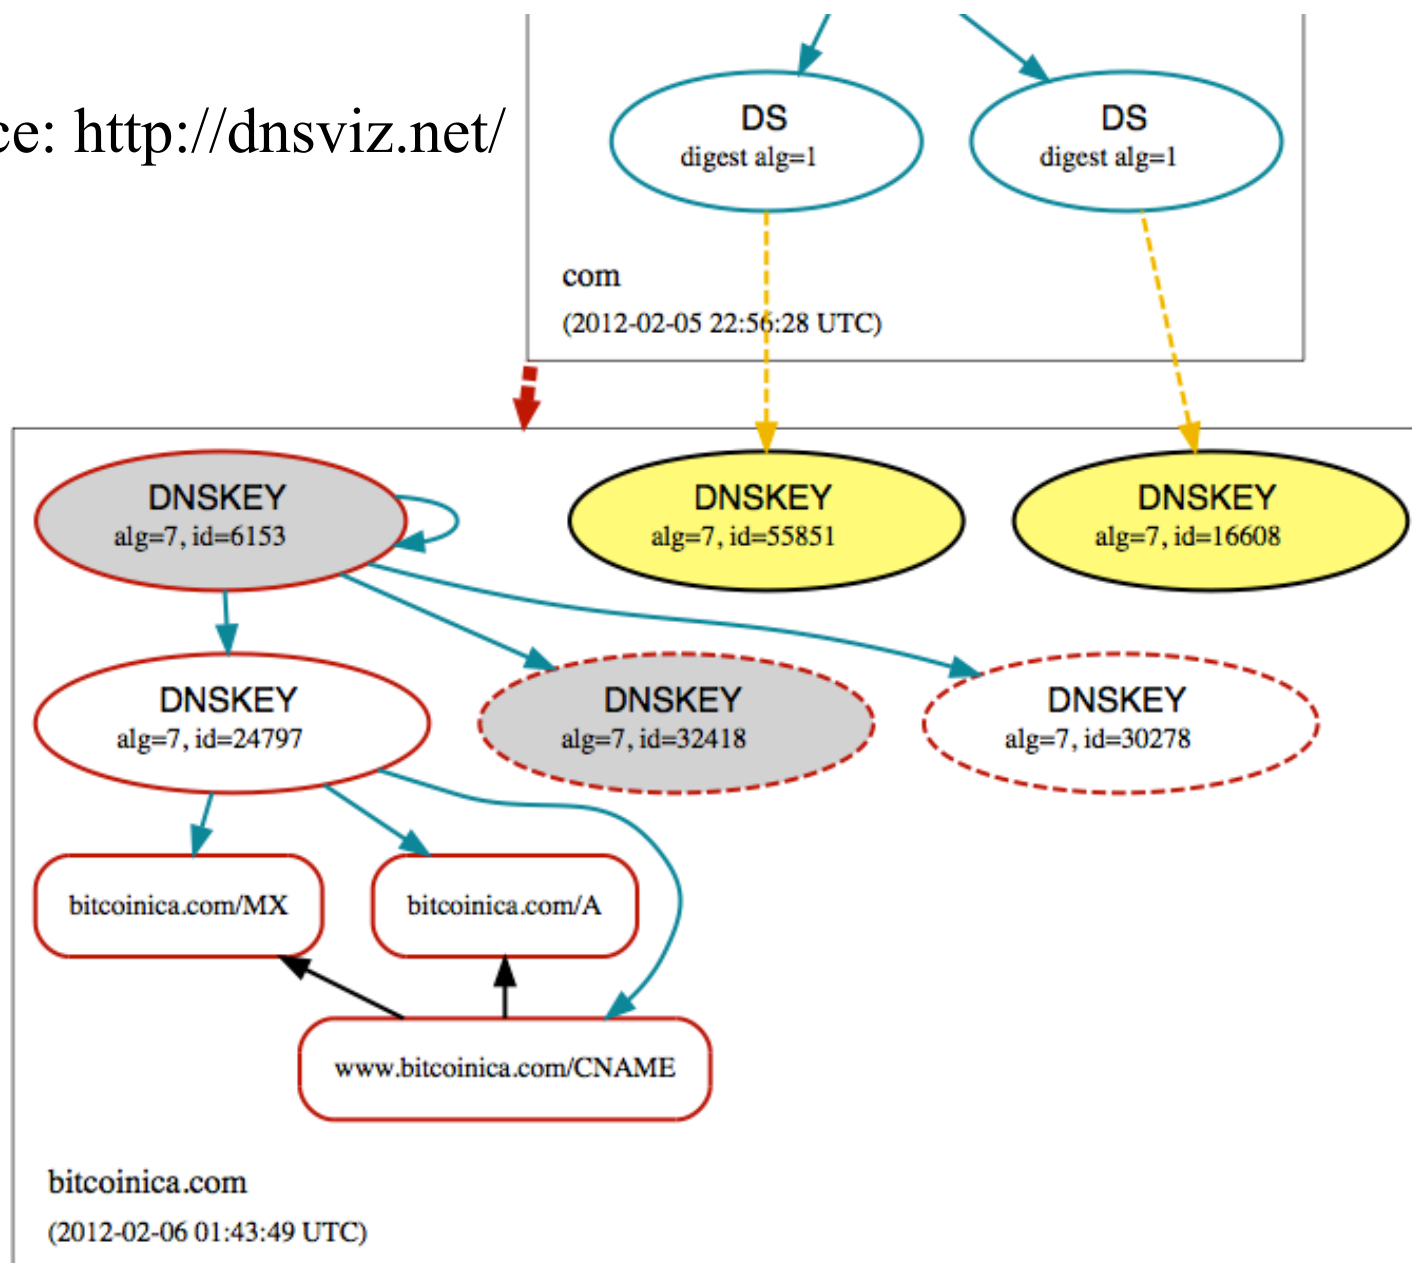 ce: http://dnsviz.net/
DS
digest alg=1
DS
digest alg=1
com
(2012-02-05 22:56:28 UTC)
DNSKEY
alg=7, id=6153
DNSKEY
alg=7, id=55851
DNSKEY
alg=7, id=16608
DNSKEY
alg=7, id=24797
DNSKEY
alg=7, id=32418
DNSKEY
alg=7, id=30278
bitcoinica.com/MX
bitcoinica.com/A
www.bitcoinica.com/CNAME
bitcoinica.com
(2012-02-06 01:43:49 UTC)